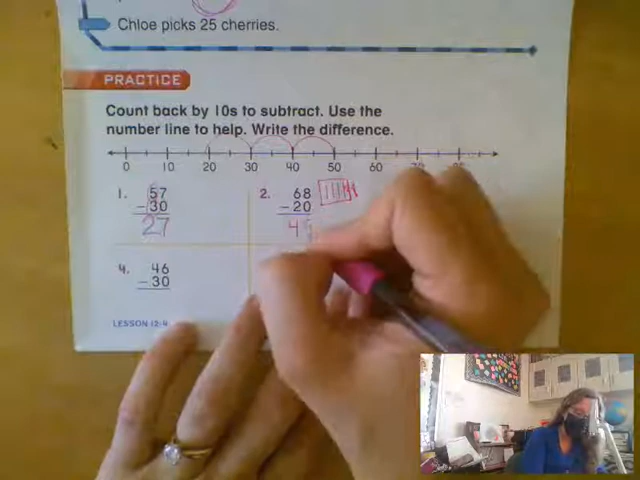 Chloe picks 25 cherries.
PRACTICE
Count back by 10s to subtract. Use the
number line to help. Write the difference.
0 10 20 30 40 50 60
1. 57
- 30
27
2. 68
- 20
4
4. 46
- 30
LESSON 12:4